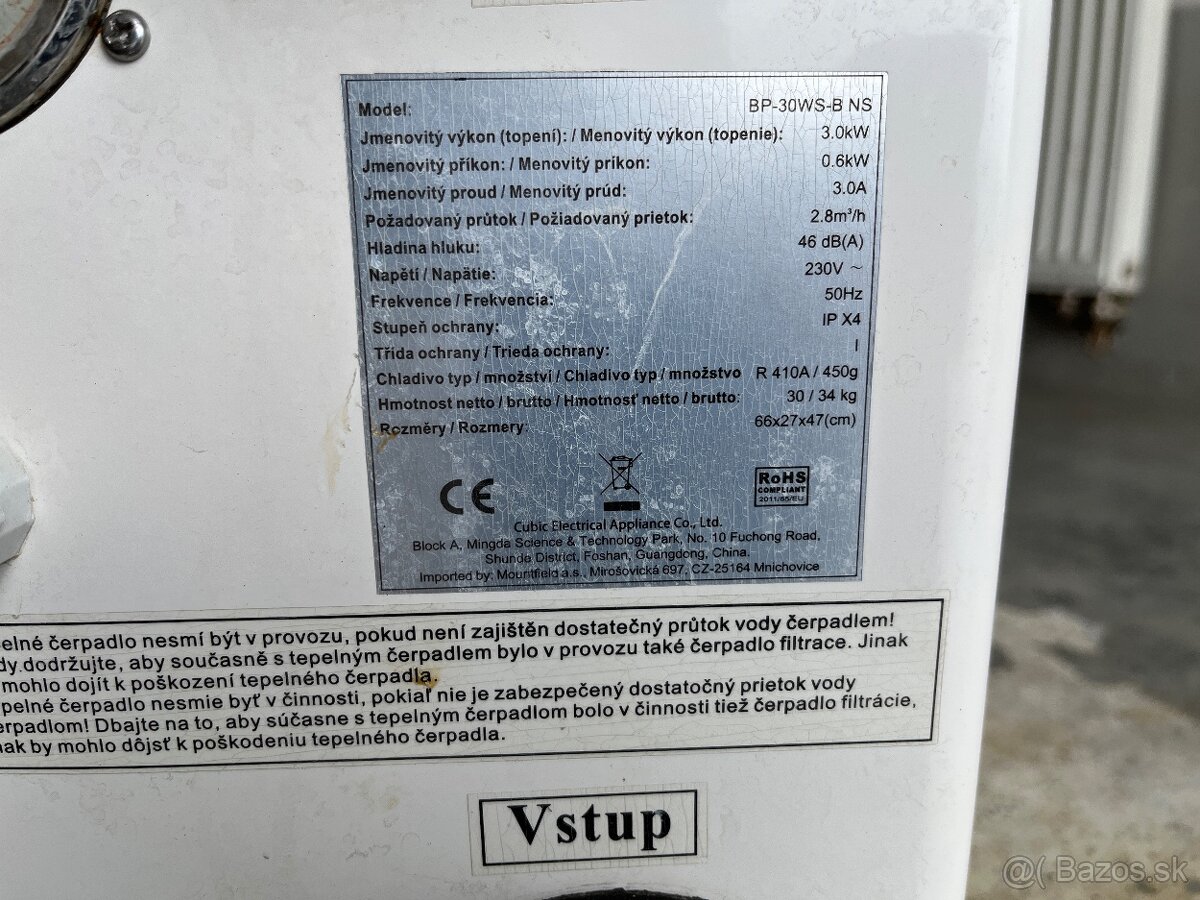 Model: BP-30WS-B NS
Jmenovitý výkon (topení): / Menovitý výkon (topenie): 3.0kW
Jmenovitý příkon: / Menovitý príkon: 0.6kW
Jmenovitý proud / Menovitý prúd: 3.0A
Požadovaný průtok / Požiadovaný prietok: 2.8m³/h
Hladina hluku: 46 dB(A)
Napětí / Napätie: 230V ~
Frekvence / Frekvencia: 50Hz
Stupeň ochrany: IP X4
Třída ochrany / Trieda ochrany: I
Chladivo typ / množství / Chladivo typ / množstvo R 410A / 450g
Hmotnost netto / brutto / Hmotnosť netto / brutto: 30 / 34 kg
Rozměry / Rozmery: 66x27x47(cm)
CE
RoHS
COMPLIANT
2011/65/EU
Cubic Electrical Appliance Co., Ltd.
Block A, Mingda Science & Technology Park, No. 10 Fuchong Road,
Shunde District, Foshan, Guangdong, China.
Imported by: Mountfield a.s., Mirošovická 697, CZ-25164 Mnichovice
pelné čerpadlo nesmí být v provozu, pokud není zajištěn dostatečný průtok vody čerpadlem!
dy dodržujte, aby současně s tepelným čerpadlem bylo v provozu také čerpadlo filtrace. Jinak
mohlo dojít k poškození tepelného čerpadla.
pelné čerpadlo nesmie byť v činnosti, pokiaľ nie je zabezpečený dostatočný prietok vody
erpadlom! Dbajte na to, aby súčasne s tepelným čerpadlom bolo v činnosti tiež čerpadlo filtrácie,
nak by mohlo dôjsť k poškodeniu tepelného čerpadla.
Vstup
@( Bazos.sk